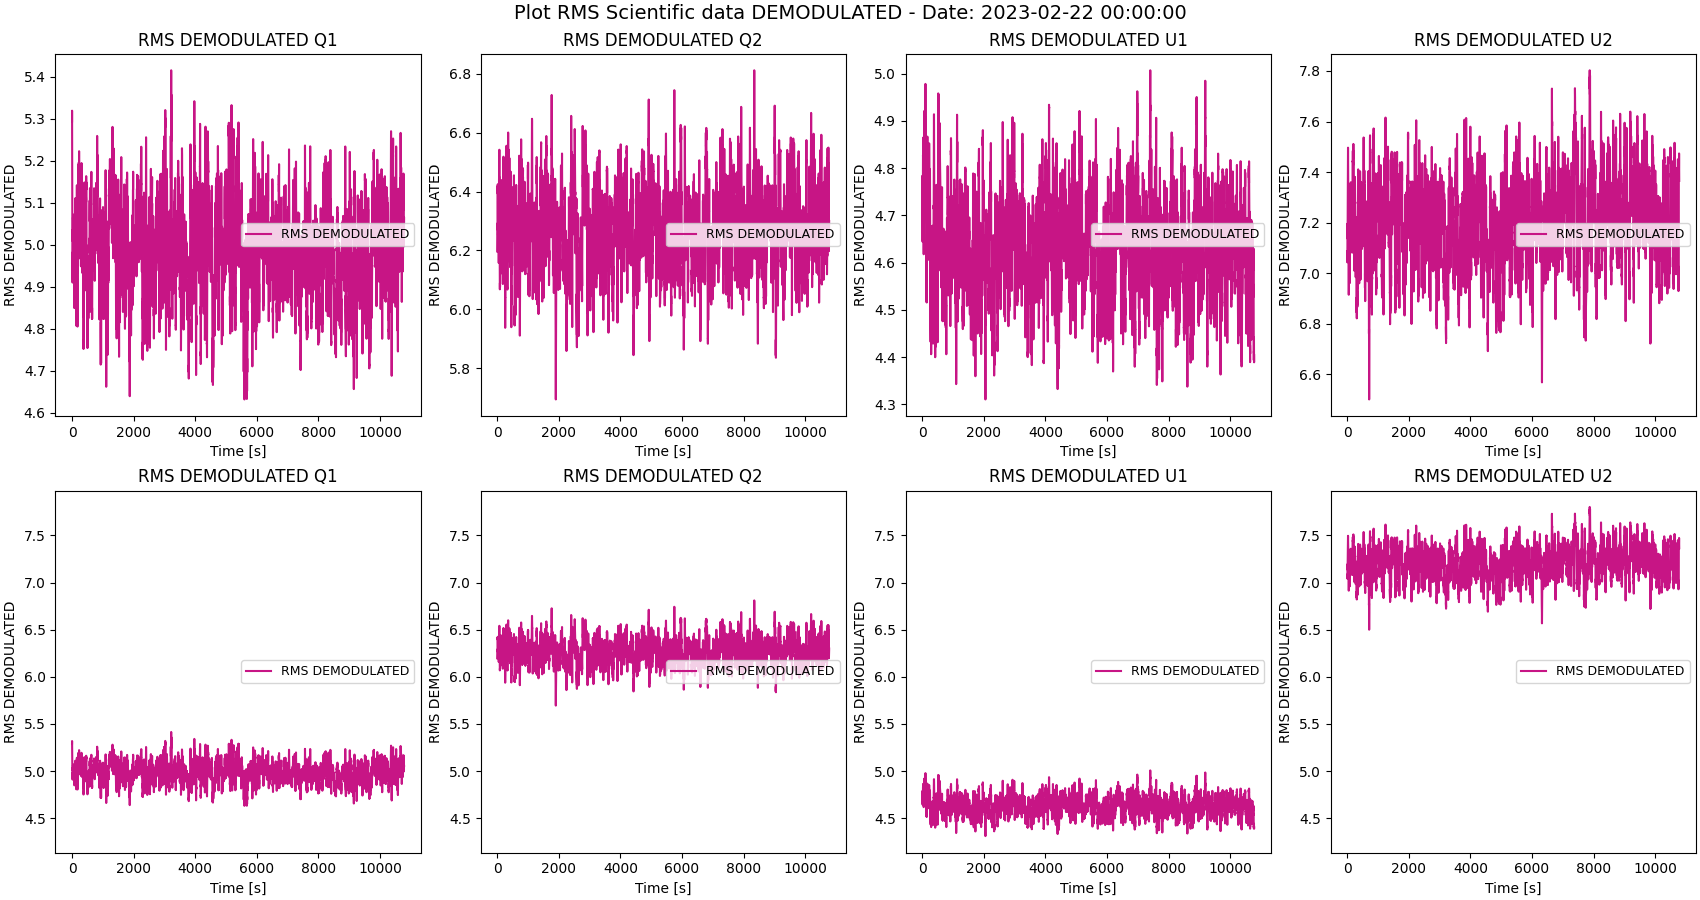 Plot RMS Scientific data DEMODULATED - Date: 2023-02-22 00:00:00
RMS DEMODULATED Q1
RMS DEMODULATED
5.4
5.3
5.2
5.1
5.0
4.9
4.8
4.7
4.6
RMS DEMODULATED
0 2000 4000 6000 8000 10000
Time [s]
RMS DEMODULATED Q2
RMS DEMODULATED
6.8
6.6
6.4
6.2
6.0
5.8
RMS DEMODULATED
0 2000 4000 6000 8000 10000
Time [s]
RMS DEMODULATED U1
RMS DEMODULATED
5.0
4.9
4.8
4.7
4.6
4.5
4.4
4.3
RMS DEMODULATED
0 2000 4000 6000 8000 10000
Time [s]
RMS DEMODULATED U2
RMS DEMODULATED
7.8
7.6
7.4
7.2
7.0
6.8
6.6
RMS DEMODULATED
0 2000 4000 6000 8000 10000
Time [s]
RMS DEMODULATED Q1
RMS DEMODULATED
7.5
7.0
6.5
6.0
5.5
5.0
4.5
RMS DEMODULATED
0 2000 4000 6000 8000 10000
Time [s]
RMS DEMODULATED Q2
RMS DEMODULATED
7.5
7.0
6.5
6.0
5.5
5.0
4.5
RMS DEMODULATED
0 2000 4000 6000 8000 10000
Time [s]
RMS DEMODULATED U1
RMS DEMODULATED
7.5
7.0
6.5
6.0
5.5
5.0
4.5
RMS DEMODULATED
0 2000 4000 6000 8000 10000
Time [s]
RMS DEMODULATED U2
RMS DEMODULATED
7.5
7.0
6.5
6.0
5.5
5.0
4.5
RMS DEMODULATED
0 2000 4000 6000 8000 10000
Time [s]